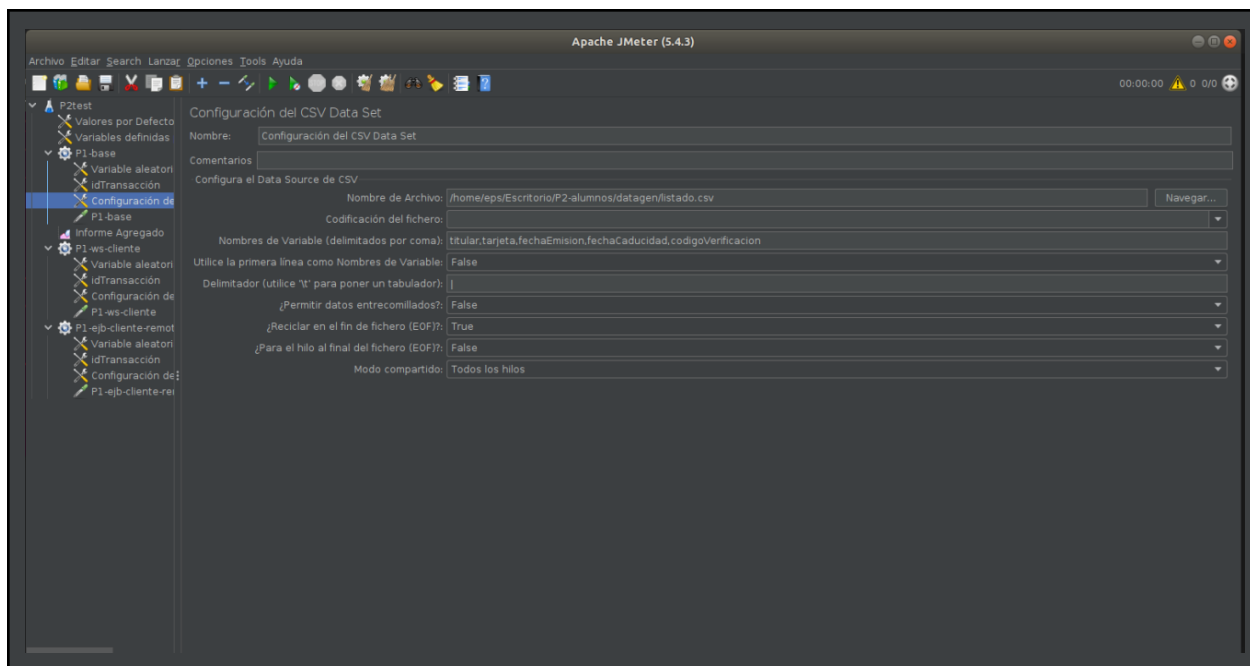 Apache JMeter (5.4.3)
Archivo Editar Search Lanzar Opciones Tools Ayuda
00:00:00 0 0/0
P2test
Valores por Defecto
Variables definidas
P1-base
Variable aleatori
idTransacción
Configuración de
P1-base
Informe Agregado
P1-ws-cliente
Variable aleatori
idTransacción
Configuración de
P1-ws-cliente
P1-ejb-cliente-remot
Variable aleatori
idTransacción
Configuración de
P1-ejb-cliente-rei
Configuración del CSV Data Set
Nombre: Configuración del CSV Data Set
Comentarios
Configura el Data Source de CSV
Nombre de Archivo: /home/eps/Escritorio/P2-alumnos/datagen/listado.csv Navegar...
Codificación del fichero:
Nombres de Variable (delimitados por coma): titular,tarjeta,fechaEmision,fechaCaducidad,codigoVerificacion
Utilice la primera línea como Nombres de Variable: False
Delimitador (utilice '\t' para poner un tabulador): |
¿Permitir datos entrecomillados?: False
¿Reciclar en el fin de fichero (EOF)?: True
¿Para el hilo al final del fichero (EOF)?: False
Modo compartido: Todos los hilos